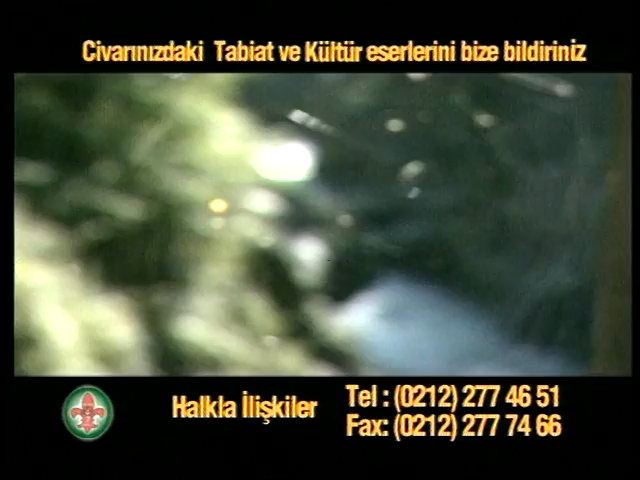 Civarınızdaki Tabiat ve Kültür eserlerini bize bildiriniz
Halkla İlişkiler
Tel : (0212) 277 46 51
Fax: (0212) 277 74 66